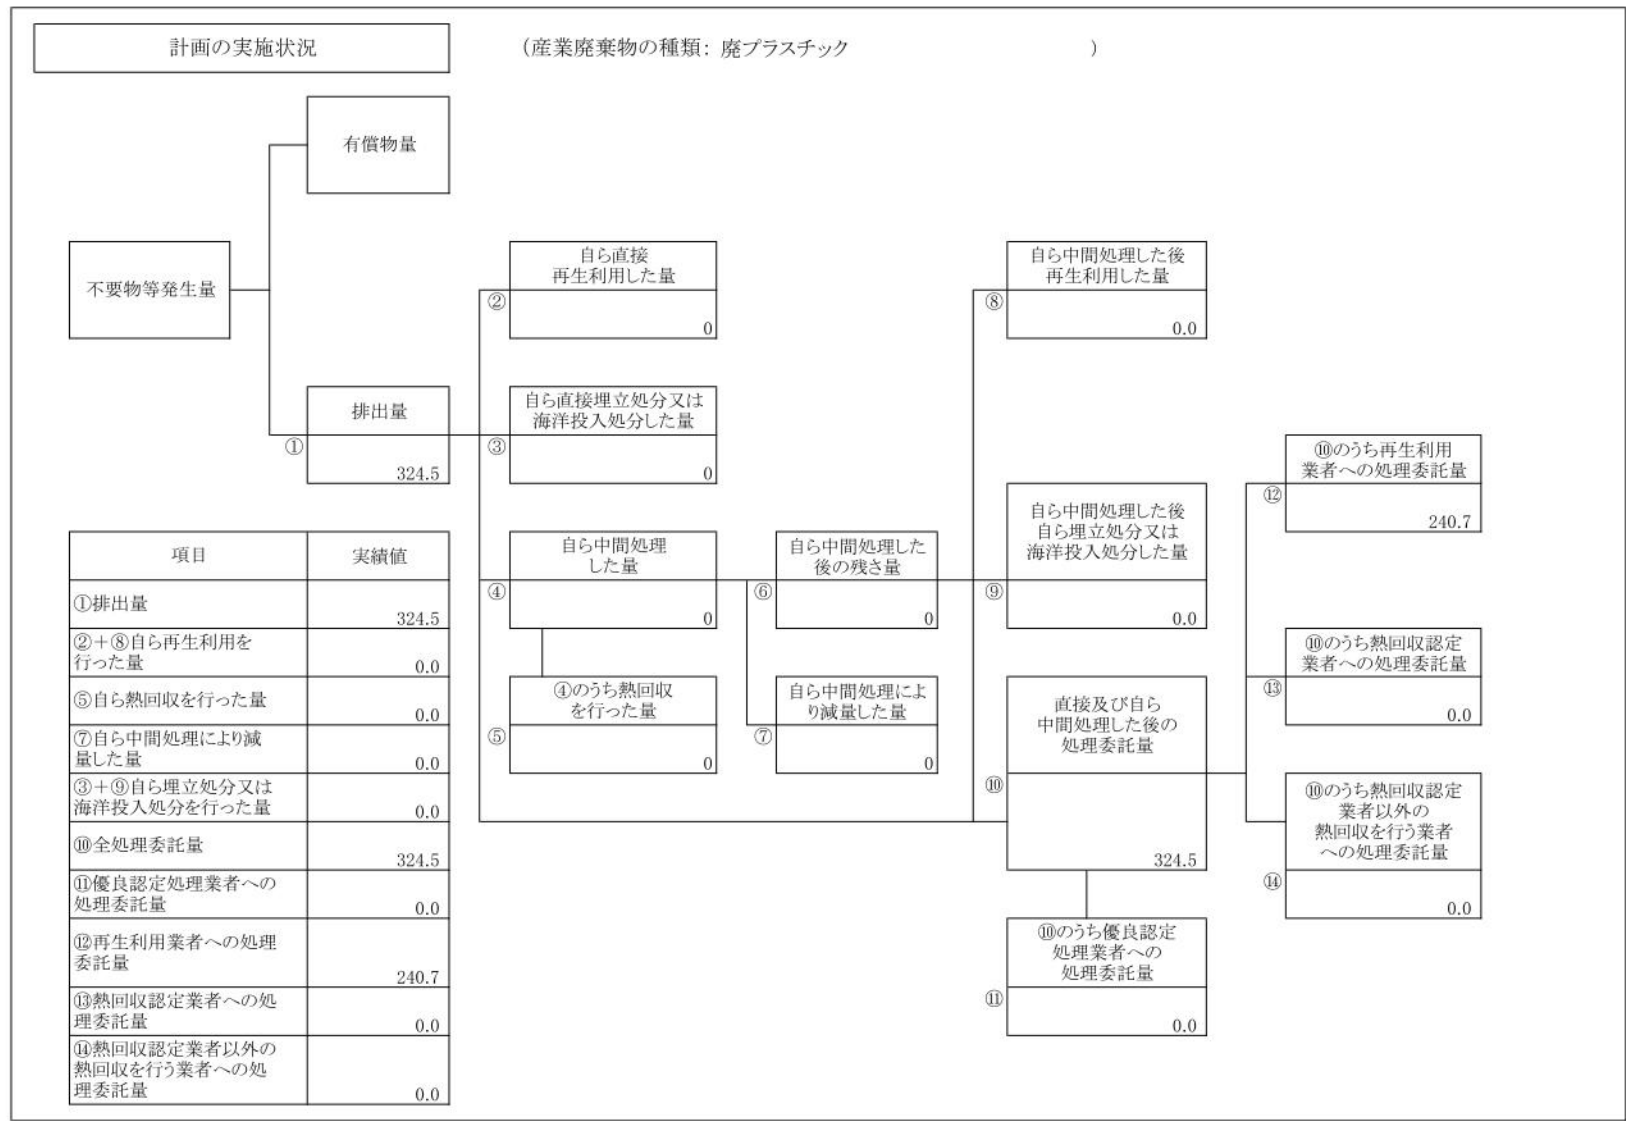 計画の実施状況
（産業廃棄物の種類： 廃プラスチック ）
有償物量
不要物等発生量
自ら直接
再生利用した量
②
0
自ら中間処理した後
再生利用した量
⑧
0.0
排出量
①
324.5
自ら直接埋立処分又は
海洋投入処分した量
③
0
⑩のうち再生利用
業者への処理委託量
⑫
240.7
自ら中間処理
した量
④
0
自ら中間処理した
後の残さ量
⑥
0
自ら中間処理した後
自ら埋立処分又は
海洋投入処分した量
⑨
0.0
⑩のうち熱回収認定
業者への処理委託量
⑬
0.0
④のうち熱回収
を行った量
⑤
0
自ら中間処理によ
り減量した量
⑦
0
直接及び自ら
中間処理した後の
処理委託量
⑩
324.5
⑩のうち熱回収認定
業者以外の
熱回収を行う業者
への処理委託量
⑭
0.0
⑩のうち優良認定
処理業者への
処理委託量
⑪
0.0
項目 実績値
①排出量
324.5
②＋⑧自ら再生利用を
行った量
0.0
⑤自ら熱回収を行った量
0.0
⑦自ら中間処理により減
量した量
0.0
③＋⑨自ら埋立処分又は
海洋投入処分を行った量
0.0
⑩全処理委託量
324.5
⑪優良認定処理業者への
処理委託量
0.0
⑫再生利用業者への処理
委託量
240.7
⑬熱回収認定業者への処
理委託量
0.0
⑭熱回収認定業者以外の
熱回収を行う業者への処
理委託量
0.0